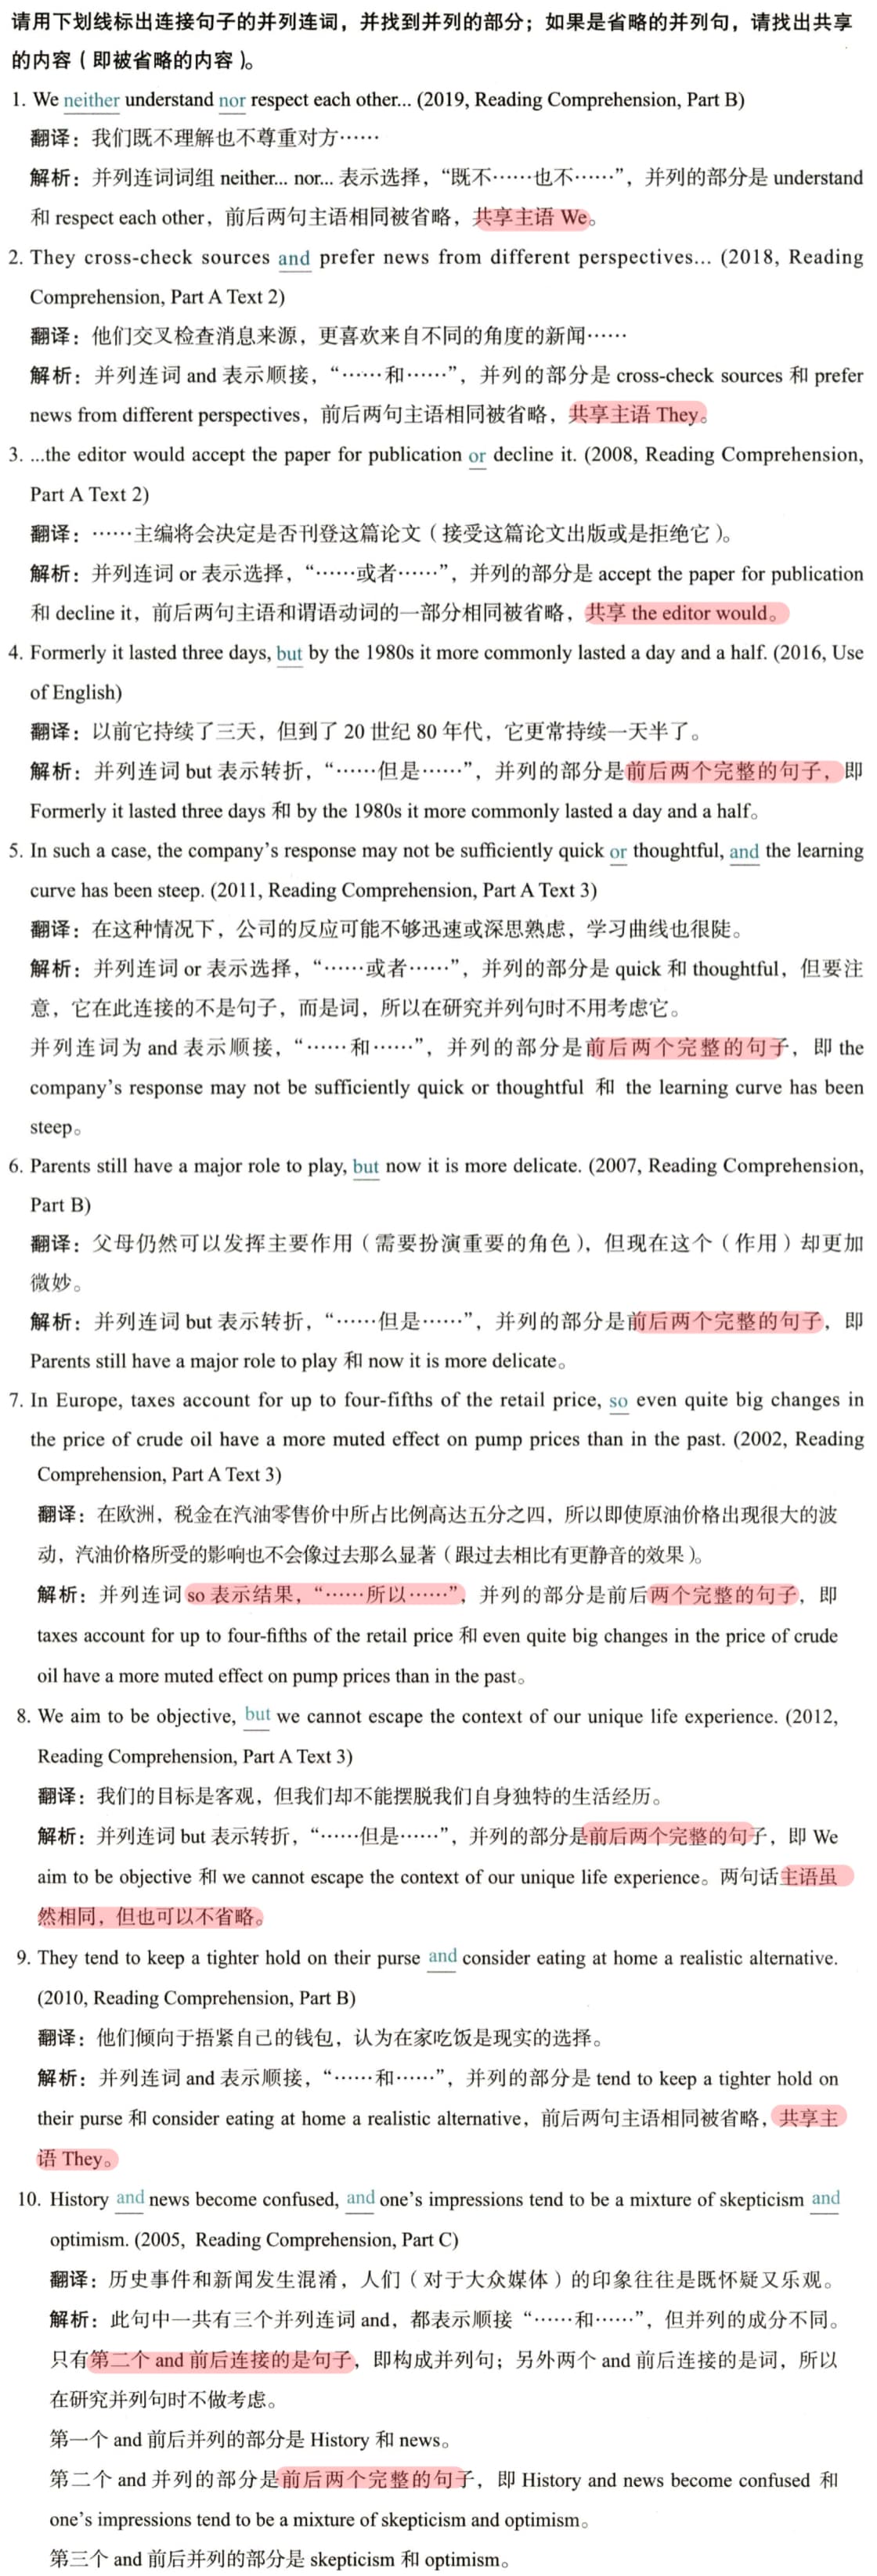 请用下划线标出连接句子的并列连词，并找到并列的部分；如果是省略的并列句，请找出共享
的内容（即被省略的内容）。
1. We neither understand nor respect each other... (2019, Reading Comprehension, Part B)
翻译：我们既不理解也不尊重对方……
解析：并列连词词组 neither... nor... 表示选择，“既不……也不……”，并列的部分是 understand
和 respect each other，前后两句主语相同被省略，共享主语 We。
2. They cross-check sources and prefer news from different perspectives... (2018, Reading
Comprehension, Part A Text 2)
翻译：他们交叉检查消息来源，更喜欢来自不同的角度的新闻……
解析：并列连词 and 表示顺接，“……和……”，并列的部分是 cross-check sources 和 prefer
news from different perspectives，前后两句主语相同被省略，共享主语 They。
3. ...the editor would accept the paper for publication or decline it. (2008, Reading Comprehension,
Part A Text 2)
翻译：……主编将会决定是否刊登这篇论文（接受这篇论文出版或是拒绝它）。
解析：并列连词 or 表示选择，“……或者……”，并列的部分是 accept the paper for publication
和 decline it，前后两句主语和谓语动词的一部分相同被省略，共享 the editor would。
4. Formerly it lasted three days, but by the 1980s it more commonly lasted a day and a half. (2016, Use
of English)
翻译：以前它持续了三天，但到了 20 世纪 80 年代，它更常持续一天半了。
解析：并列连词 but 表示转折，“……但是……”，并列的部分是前后两个完整的句子，即
Formerly it lasted three days 和 by the 1980s it more commonly lasted a day and a half。
5. In such a case, the company’s response may not be sufficiently quick or thoughtful, and the learning
curve has been steep. (2011, Reading Comprehension, Part A Text 3)
翻译：在这种情况下，公司的反应可能不够迅速或深思熟虑，学习曲线也很陡。
解析：并列连词 or 表示选择，“……或者……”，并列的部分是 quick 和 thoughtful，但要注
意，它在此连接的不是句子，而是词，所以在研究并列句时不用考虑它。
并列连词为 and 表示顺接，“……和……”，并列的部分是前后两个完整的句子，即 the
company’s response may not be sufficiently quick or thoughtful 和 the learning curve has been
steep。
6. Parents still have a major role to play, but now it is more delicate. (2007, Reading Comprehension,
Part B)
翻译：父母仍然可以发挥主要作用（需要扮演重要的角色），但现在这个（作用）却更加
微妙。
解析：并列连词 but 表示转折，“……但是……”，并列的部分是前后两个完整的句子，即
Parents still have a major role to play 和 now it is more delicate。
7. In Europe, taxes account for up to four-fifths of the retail price, so even quite big changes in
the price of crude oil have a more muted effect on pump prices than in the past. (2002, Reading
Comprehension, Part A Text 3)
翻译：在欧洲，税金在汽油零售价中所占比例高达五分之四，所以即使原油价格出现很大的波
动，汽油价格所受的影响也不会像过去那么显著（跟过去相比有更静音的效果）。
解析：并列连词 so 表示结果，“……所以……”，并列的部分是前后两个完整的句子，即
taxes account for up to four-fifths of the retail price 和 even quite big changes in the price of crude
oil have a more muted effect on pump prices than in the past。
8. We aim to be objective, but we cannot escape the context of our unique life experience. (2012,
Reading Comprehension, Part A Text 3)
翻译：我们的目标是客观，但我们却不能摆脱我们自身独特的生活经历。
解析：并列连词 but 表示转折，“……但是……”，并列的部分是前后两个完整的句子，即 We
aim to be objective 和 we cannot escape the context of our unique life experience。两句话主语虽
然相同，但也可以不省略。
9. They tend to keep a tighter hold on their purse and consider eating at home a realistic alternative.
(2010, Reading Comprehension, Part B)
翻译：他们倾向于捂紧自己的钱包，认为在家吃饭是现实的选择。
解析：并列连词 and 表示顺接，“……和……”，并列的部分是 tend to keep a tighter hold on
their purse 和 consider eating at home a realistic alternative，前后两句主语相同被省略，共享主
语 They。
10. History and news become confused, and one’s impressions tend to be a mixture of skepticism and
optimism. (2005, Reading Comprehension, Part C)
翻译：历史事件和新闻发生混淆，人们（对于大众媒体）的印象往往是既怀疑又乐观。
解析：此句中一共有三个并列连词 and，都表示顺接“……和……”，但并列的成分不同。
只有第二个 and 前后连接的是句子，即构成并列句；另外两个 and 前后连接的是词，所以
在研究并列句时不做考虑。
第一个 and 前后并列的部分是 History 和 news。
第二个 and 并列的部分是前后两个完整的句子，即 History and news become confused 和
one’s impressions tend to be a mixture of skepticism and optimism。
第三个 and 前后并列的部分是 skepticism 和 optimism。